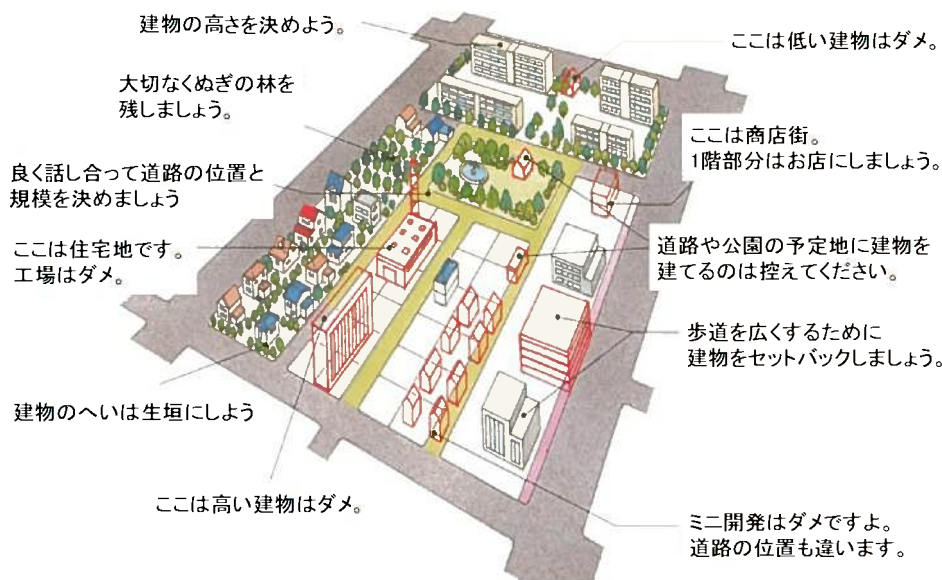 建物の高さを決めよう。
ここは低い建物はダメ。
大切なくぬぎの林を
残しましょう。
ここは商店街。
1階部分はお店にしましょう。
良く話し合って道路の位置と
規模を決めましょう
ここは住宅地です。
工場はダメ。
道路や公園の予定地に建物を
建てるのは控えてください。
歩道を広くするために
建物をセットバックしましょう。
建物のへいは生垣にしよう
ここは高い建物はダメ。
ミニ開発はダメですよ。
道路の位置も違います。